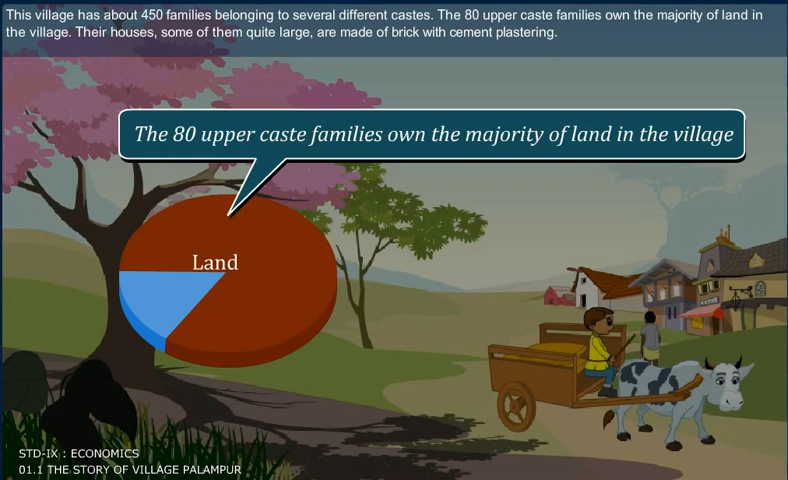 This village has about 450 families belonging to several different castes. The 80 upper caste families own the majority of land in
the village. Their houses, some of them quite large, are made of brick with cement plastering.
The 80 upper caste families own the majority of land in the village
Land
STD-IX : ECONOMICS
01.1 THE STORY OF VILLAGE PALAMPUR